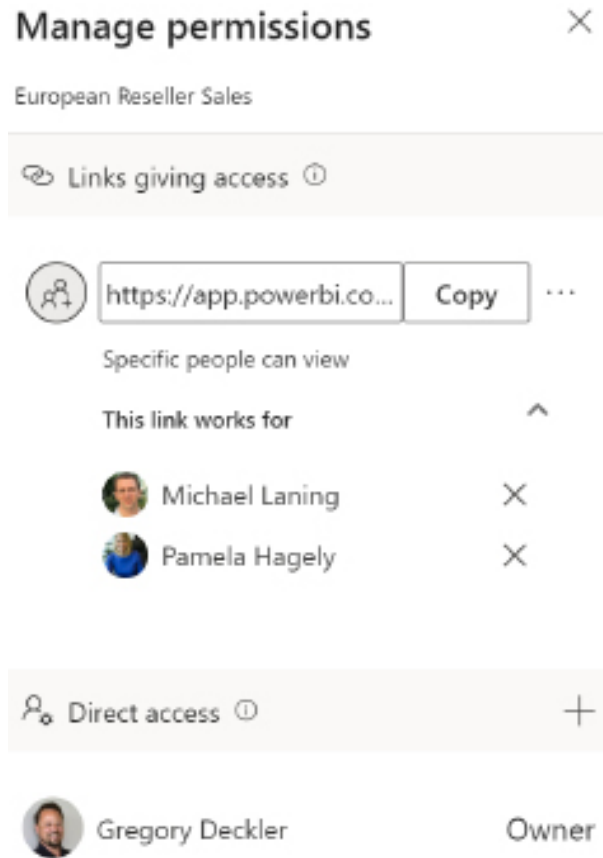 Manage permissions
European Reseller Sales
Links giving access
https://app.powerbi.co... Copy ...
Specific people can view
This link works for
Michael Laning
Pamela Hagely
Direct access
Gregory Deckler Owner